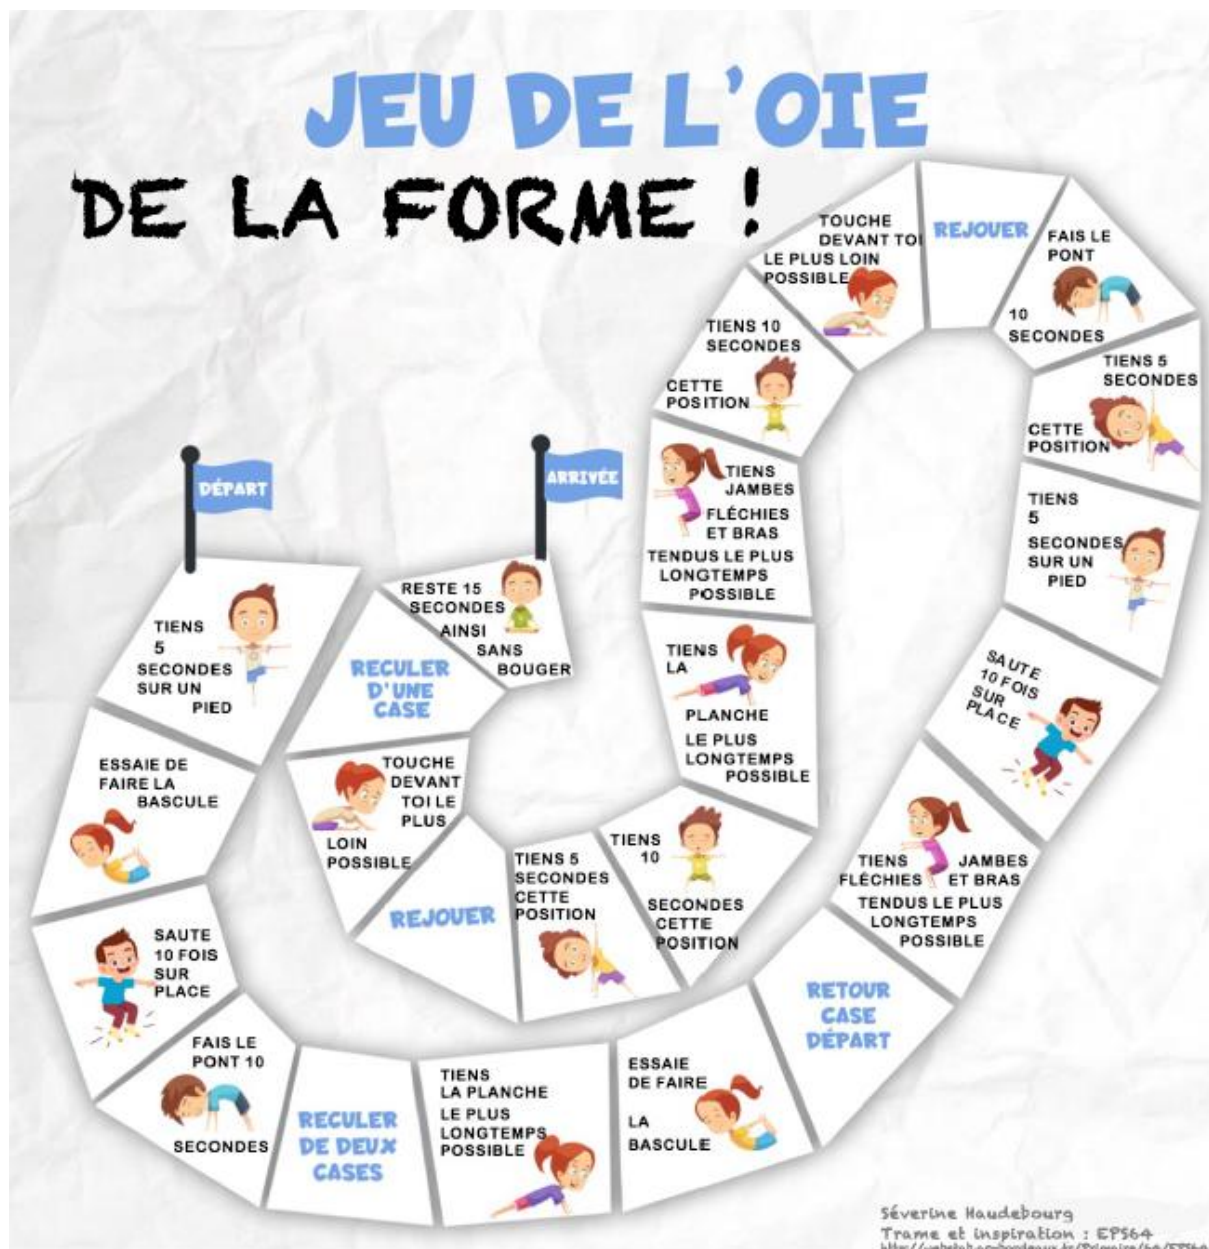 JEU DE L'OIE
DE LA FORME !
DÉPART
TIENS
5
SECONDES
SUR UN
PIED
ESSAIE DE
FAIRE LA
BASCULE
SAUTE
10 FOIS
SUR
PLACE
FAIS LE
PONT 10
SECONDES
RECULER
DE DEUX
CASES
TIENS
LA PLANCHE
LE PLUS
LONGTEMPS
POSSIBLE
ESSAIE
DE FAIRE
LA
BASCULE
RETOUR
CASE
DÉPART
TIENS JAMBES
FLÉCHIES ET BRAS
TENDUS LE PLUS
LONGTEMPS
POSSIBLE
SAUTE
10 FOIS
SUR
PLACE
TIENS
5
SECONDES
SUR UN
PIED
TIENS 5
SECONDES
CETTE
POSITION
FAIS LE
PONT
10
SECONDES
REJOUER
TOUCHE
DEVANT TOI
LE PLUS LOIN
POSSIBLE
TIENS 10
SECONDES
CETTE
POSITION
TIENS
JAMBES
FLÉCHIES
ET BRAS
TENDUS LE PLUS
LONGTEMPS
POSSIBLE
TIENS
LA
PLANCHE
LE PLUS
LONGTEMPS
POSSIBLE
TIENS
10
SECONDES
CETTE
POSITION
TIENS 5
SECONDES
CETTE
POSITION
REJOUER
TOUCHE
DEVANT
TOI LE
PLUS
LOIN
POSSIBLE
RECULER
D'UNE
CASE
RESTE 15
SECONDES
AINSI
SANS
BOUGER
ARRIVÉE
Séverine Haudebourg
Trame et inspiration : EPS64